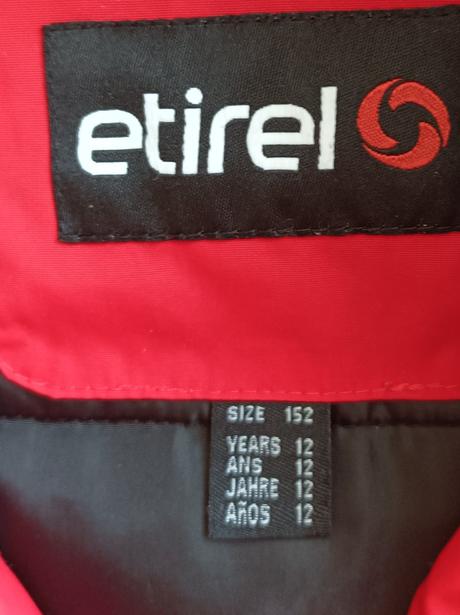 etirel
SIZE 152
YEARS 12
ANS 12
JAHRE 12
AÑOS 12